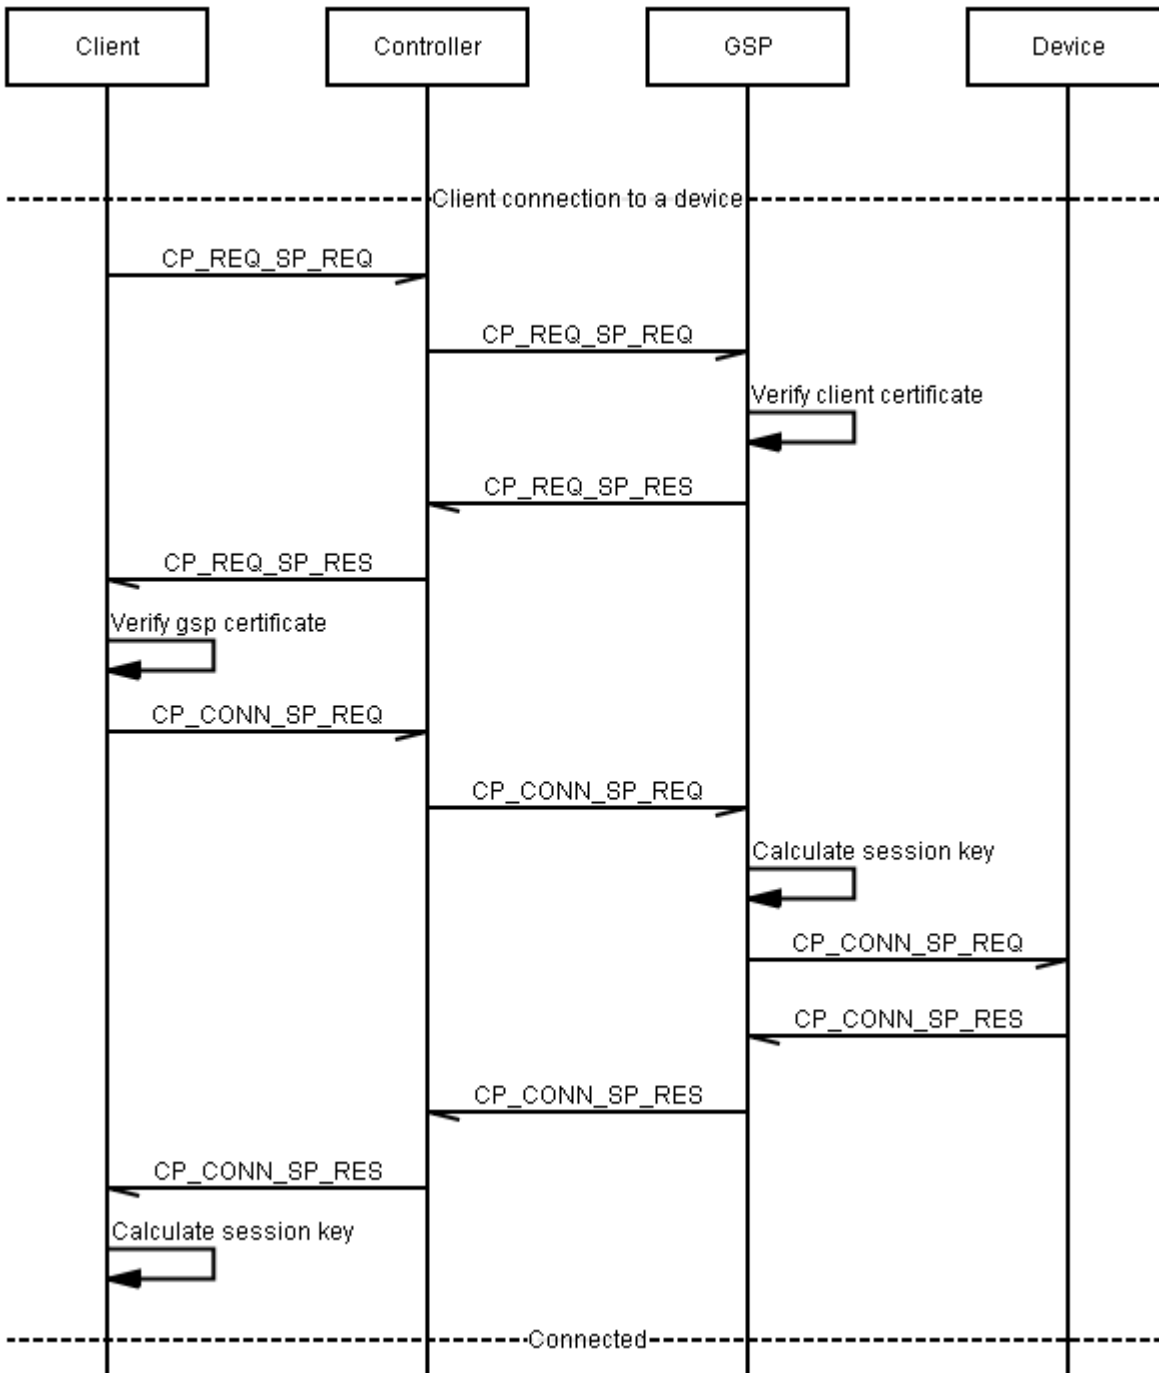 Client
Controller
GSP
Device
Client connection to a device
CP_REQ_SP_REQ
CP_REQ_SP_REQ
Verify client certificate
CP_REQ_SP_RES
CP_REQ_SP_RES
Verify gsp certificate
CP_CONN_SP_REQ
CP_CONN_SP_REQ
Calculate session key
CP_CONN_SP_REQ
CP_CONN_SP_RES
CP_CONN_SP_RES
CP_CONN_SP_RES
Calculate session key
Connected